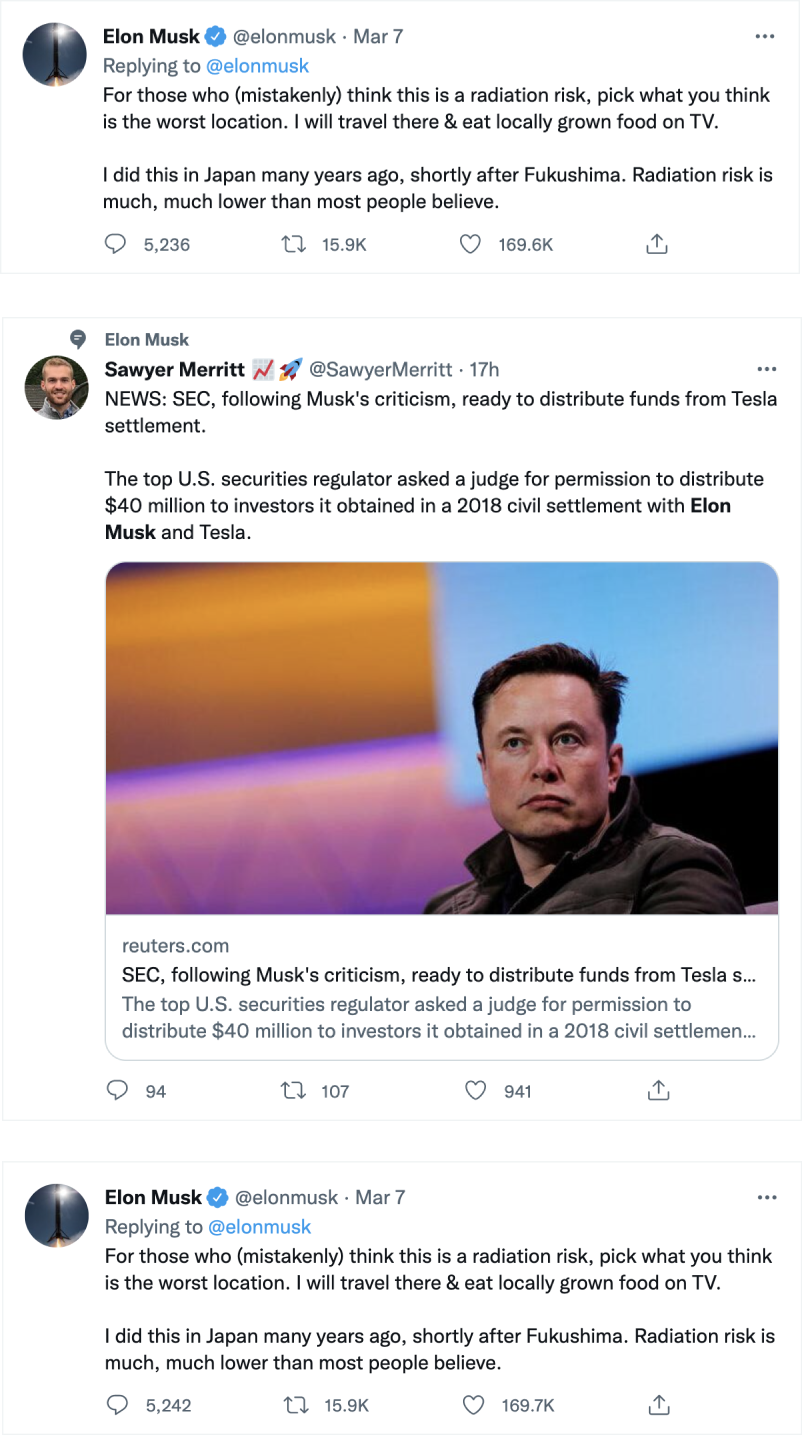 Elon Musk @elonmusk · Mar 7
Replying to @elonmusk
For those who (mistakenly) think this is a radiation risk, pick what you think
is the worst location. I will travel there & eat locally grown food on TV.
I did this in Japan many years ago, shortly after Fukushima. Radiation risk is
much, much lower than most people believe.
5,236 15.9K 169.6K
Elon Musk
Sawyer Merritt 📈🚀 @SawyerMerritt · 17h
NEWS: SEC, following Musk's criticism, ready to distribute funds from Tesla
settlement.
The top U.S. securities regulator asked a judge for permission to distribute
$40 million to investors it obtained in a 2018 civil settlement with Elon
Musk and Tesla.
reuters.com
SEC, following Musk's criticism, ready to distribute funds from Tesla s...
The top U.S. securities regulator asked a judge for permission to
distribute $40 million to investors it obtained in a 2018 civil settlemen...
94 107 941
Elon Musk @elonmusk · Mar 7
Replying to @elonmusk
For those who (mistakenly) think this is a radiation risk, pick what you think
is the worst location. I will travel there & eat locally grown food on TV.
I did this in Japan many years ago, shortly after Fukushima. Radiation risk is
much, much lower than most people believe.
5,242 15.9K 169.7K